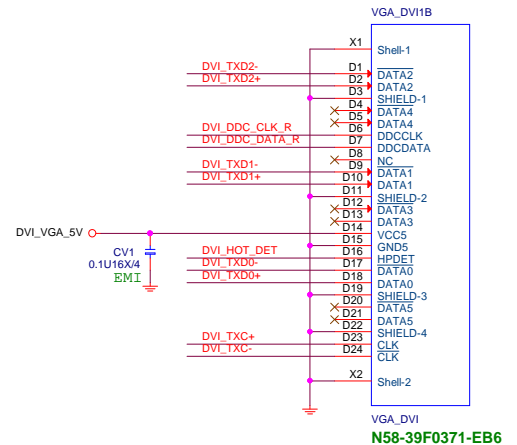 VGA_DVI1B
X1 Shell-1
DVI_TXD2- D1 DATA2
DVI_TXD2+ D2 DATA2
D3 SHIELD-1
D4 DATA4
D5 DATA4
DVI_DDC_CLK_R D6 DDCCLK
DVI_DDC_DATA_R D7 DDCDATA
D8 NC
DVI_TXD1- D9 DATA1
DVI_TXD1+ D10 DATA1
D11 SHIELD-2
D12 DATA3
D13 DATA3
DVI_VGA_5V D14 VCC5
D15 GND5
CV1
DVI_HOT_DET D16 HPDET
0.1U16X/4
DVI_TXD0- D17 DATA0
EMI
DVI_TXD0+ D18 DATA0
D19 SHIELD-3
D20 DATA5
D21 DATA5
D22 SHIELD-4
DVI_TXC+ D23 CLK
DVI_TXC- D24 CLK
X2 Shell-2
VGA_DVI
N58-39F0371-EB6